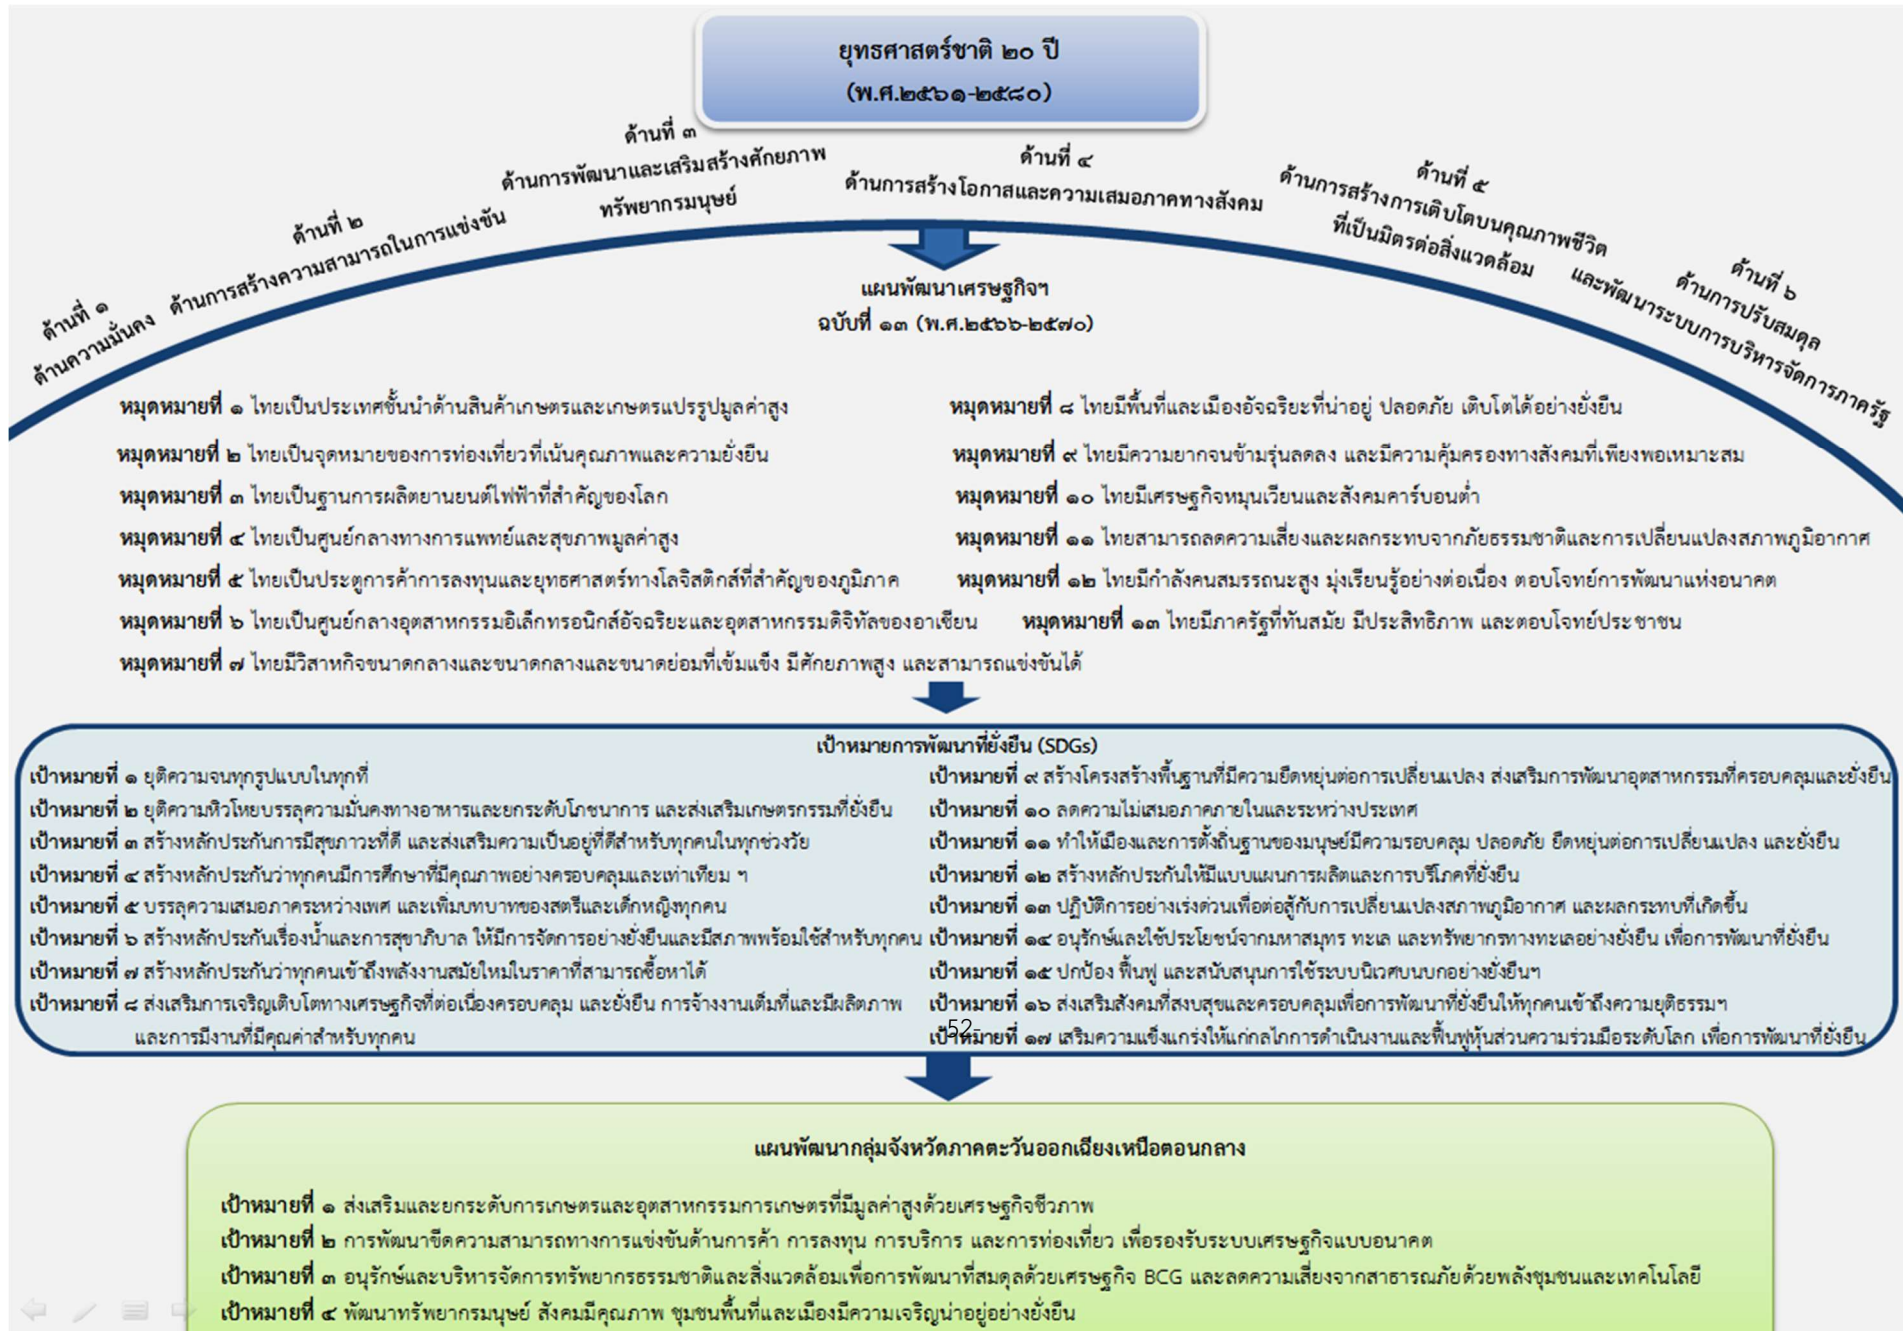 ยุทธศาสตร์ชาติ ๒๐ ปี
(พ.ศ.๒๕๖๑-๒๕๘๐)
ด้านที่ ๑
ด้านความมั่นคง
ด้านที่ ๒
ด้านการสร้างความสามารถในการแข่งขัน
ด้านที่ ๓
ด้านการพัฒนาและเสริมสร้างศักยภาพ
ทรัพยากรมนุษย์
ด้านที่ ๔
ด้านการสร้างโอกาสและความเสมอภาคทางสังคม
ด้านที่ ๕
ด้านการสร้างการเติบโตบนคุณภาพชีวิต
ที่เป็นมิตรต่อสิ่งแวดล้อม
ด้านที่ ๖
ด้านการปรับสมดุล
และพัฒนาระบบการบริหารจัดการภาครัฐ
แผนพัฒนาเศรษฐกิจฯ
ฉบับที่ ๑๓ (พ.ศ.๒๕๖๖-๒๕๗๐)
หมุดหมายที่ ๑ ไทยเป็นประเทศชั้นนำด้านสินค้าเกษตรและเกษตรแปรรูปมูลค่าสูง
หมุดหมายที่ ๒ ไทยเป็นจุดหมายของการท่องเที่ยวที่เน้นคุณภาพและความยั่งยืน
หมุดหมายที่ ๓ ไทยเป็นฐานการผลิตยานยนต์ไฟฟ้าที่สำคัญของโลก
หมุดหมายที่ ๔ ไทยเป็นศูนย์กลางทางการแพทย์และสุขภาพมูลค่าสูง
หมุดหมายที่ ๕ ไทยเป็นประตูการค้าการลงทุนและยุทธศาสตร์ทางโลจิสติกส์ที่สำคัญของภูมิภาค
หมุดหมายที่ ๖ ไทยเป็นศูนย์กลางอุตสาหกรรมอิเล็กทรอนิกส์อัจฉริยะและอุตสาหกรรมดิจิทัลของอาเซียน
หมุดหมายที่ ๗ ไทยมีวิสาหกิจขนาดกลางและขนาดกลางและขนาดย่อมที่เข้มแข็ง มีศักยภาพสูง และสามารถแข่งขันได้
หมุดหมายที่ ๘ ไทยมีพื้นที่และเมืองอัจฉริยะที่น่าอยู่ ปลอดภัย เติบโตได้อย่างยั่งยืน
หมุดหมายที่ ๙ ไทยมีความยากจนข้ามรุ่นลดลง และมีความคุ้มครองทางสังคมที่เพียงพอเหมาะสม
หมุดหมายที่ ๑๐ ไทยมีเศรษฐกิจหมุนเวียนและสังคมคาร์บอนต่ำ
หมุดหมายที่ ๑๑ ไทยสามารถลดความเสี่ยงและผลกระทบจากภัยธรรมชาติและการเปลี่ยนแปลงสภาพภูมิอากาศ
หมุดหมายที่ ๑๒ ไทยมีกำลังคนสมรรถนะสูง มุ่งเรียนรู้อย่างต่อเนื่อง ตอบโจทย์การพัฒนาแห่งอนาคต
หมุดหมายที่ ๑๓ ไทยมีภาครัฐที่ทันสมัย มีประสิทธิภาพ และตอบโจทย์ประชาชน
เป้าหมายการพัฒนาที่ยั่งยืน (SDGs)
เป้าหมายที่ ๑ ยุติความจนทุกรูปแบบในทุกที่
เป้าหมายที่ ๒ ยุติความหิวโหยบรรลุความมั่นคงทางอาหารและยกระดับโภชนาการ และส่งเสริมเกษตรกรรมที่ยั่งยืน
เป้าหมายที่ ๓ สร้างหลักประกันการมีสุขภาวะที่ดี และส่งเสริมความเป็นอยู่ที่ดีสำหรับทุกคนในทุกช่วงวัย
เป้าหมายที่ ๔ สร้างหลักประกันว่าทุกคนมีการศึกษาที่มีคุณภาพอย่างครอบคลุมและเท่าเทียม ฯ
เป้าหมายที่ ๕ บรรลุความเสมอภาคระหว่างเพศ และเพิ่มบทบาทของสตรีและเด็กหญิงทุกคน
เป้าหมายที่ ๖ สร้างหลักประกันเรื่องน้ำและการสุขาภิบาล ให้มีการจัดการอย่างยั่งยืนและมีสภาพพร้อมใช้สำหรับทุกคน
เป้าหมายที่ ๗ สร้างหลักประกันว่าทุกคนเข้าถึงพลังงานสมัยใหม่ในราคาที่สามารถซื้อหาได้
เป้าหมายที่ ๘ ส่งเสริมการเจริญเติบโตทางเศรษฐกิจที่ต่อเนื่องครอบคลุม และยั่งยืน การจ้างงานเต็มที่และมีผลิตภาพ
และการมีงานที่มีคุณค่าสำหรับทุกคน
เป้าหมายที่ ๙ สร้างโครงสร้างพื้นฐานที่มีความยืดหยุ่นต่อการเปลี่ยนแปลง ส่งเสริมการพัฒนาอุตสาหกรรมที่ครอบคลุมและยั่งยืน
เป้าหมายที่ ๑๐ ลดความไม่เสมอภาคภายในและระหว่างประเทศ
เป้าหมายที่ ๑๑ ทำให้เมืองและการตั้งถิ่นฐานของมนุษย์มีความรอบคลุม ปลอดภัย ยืดหยุ่นต่อการเปลี่ยนแปลง และยั่งยืน
เป้าหมายที่ ๑๒ สร้างหลักประกันให้มีแบบแผนการผลิตและการบริโภคที่ยั่งยืน
เป้าหมายที่ ๑๓ ปฏิบัติการอย่างเร่งด่วนเพื่อต่อสู้กับการเปลี่ยนแปลงสภาพภูมิอากาศ และผลกระทบที่เกิดขึ้น
เป้าหมายที่ ๑๔ อนุรักษ์และใช้ประโยชน์จากมหาสมุทร ทะเล และทรัพยากรทางทะเลอย่างยั่งยืน เพื่อการพัฒนาที่ยั่งยืน
เป้าหมายที่ ๑๕ ปกป้อง ฟื้นฟู และสนับสนุนการใช้ระบบนิเวศบนบกอย่างยั่งยืนฯ
เป้าหมายที่ ๑๖ ส่งเสริมสังคมที่สงบสุขและครอบคลุมเพื่อการพัฒนาที่ยั่งยืนให้ทุกคนเข้าถึงความยุติธรรมฯ
52-
เป้าหมายที่ ๑๗ เสริมความแข็งแกร่งให้แก่กลไกการดำเนินงานและฟื้นฟูหุ้นส่วนความร่วมมือระดับโลก เพื่อการพัฒนาที่ยั่งยืน
แผนพัฒนากลุ่มจังหวัดภาคตะวันออกเฉียงเหนือตอนกลาง
เป้าหมายที่ ๑ ส่งเสริมและยกระดับการเกษตรและอุตสาหกรรมการเกษตรที่มีมูลค่าสูงด้วยเศรษฐกิจชีวภาพ
เป้าหมายที่ ๒ การพัฒนาขีดความสามารถทางการแข่งขันด้านการค้า การลงทุน การบริการ และการท่องเที่ยว เพื่อรองรับระบบเศรษฐกิจแบบอนาคต
เป้าหมายที่ ๓ อนุรักษ์และบริหารจัดการทรัพยากรธรรมชาติและสิ่งแวดล้อมเพื่อการพัฒนาที่สมดุลด้วยเศรษฐกิจ BCG และลดความเสี่ยงจากสาธารณภัยด้วยพลังชุมชนและเทคโนโลยี
เป้าหมายที่ ๔ พัฒนาทรัพยากรมนุษย์ สังคมมีคุณภาพ ชุมชนพื้นที่และเมืองมีความเจริญน่าอยู่อย่างยั่งยืน